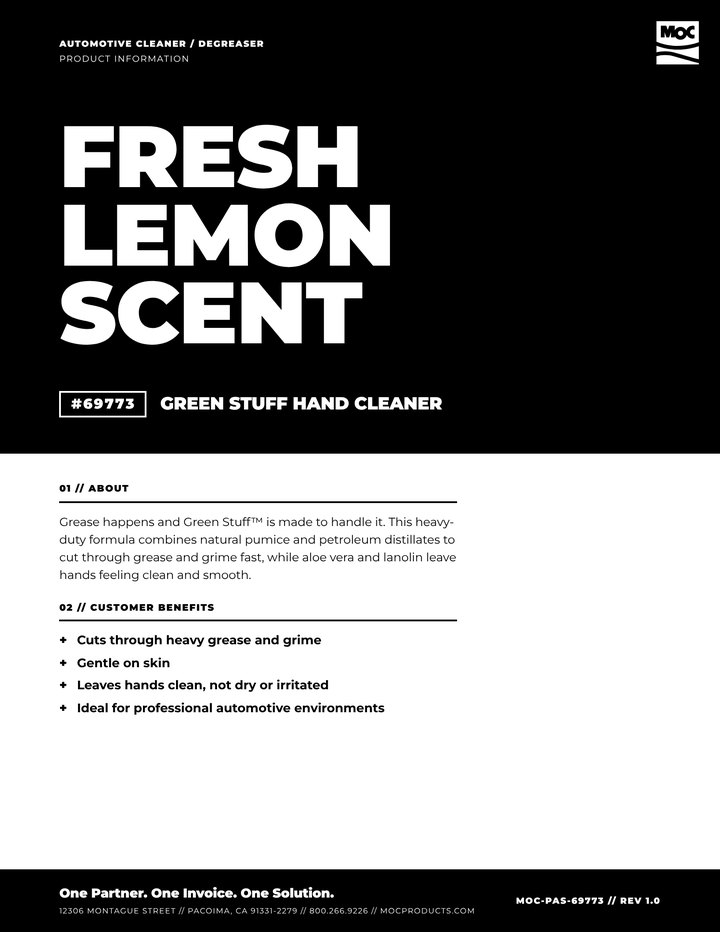 AUTOMOTIVE CLEANER / DEGREASER
PRODUCT INFORMATION
MOC
FRESH
LEMON
SCENT
#69773 GREEN STUFF HAND CLEANER
01 // ABOUT
Grease happens and Green Stuff™ is made to handle it. This heavy-
duty formula combines natural pumice and petroleum distillates to
cut through grease and grime fast, while aloe vera and lanolin leave
hands feeling clean and smooth.
02 // CUSTOMER BENEFITS
+ Cuts through heavy grease and grime
+ Gentle on skin
+ Leaves hands clean, not dry or irritated
+ Ideal for professional automotive environments
One Partner. One Invoice. One Solution.
12306 MONTAGUE STREET // PACOIMA, CA 91331-2279 // 800.266.9226 // MOCPRODUCTS.COM
MOC-PAS-69773 // REV 1.0